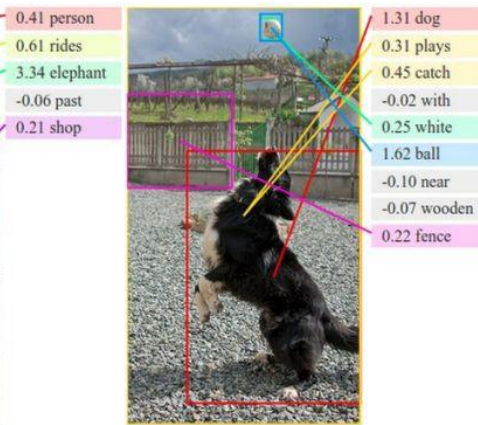 0.41 person
0.61 rides
3.34 elephant
-0.06 past
0.21 shop
1.31 dog
0.31 plays
0.45 catch
-0.02 with
0.25 white
1.62 ball
-0.10 near
-0.07 wooden
0.22 fence